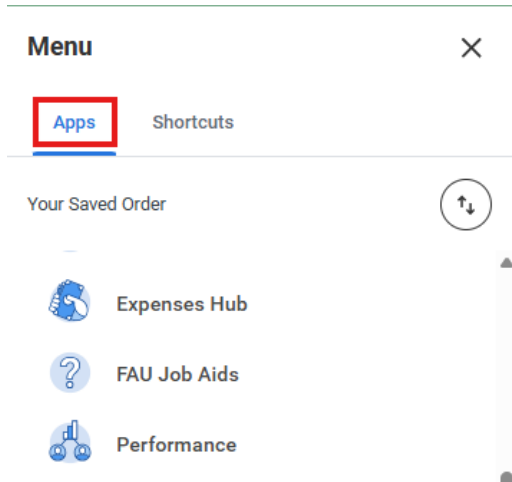 Menu
Apps Shortcuts
Your Saved Order
Expenses Hub
FAU Job Aids
Performance